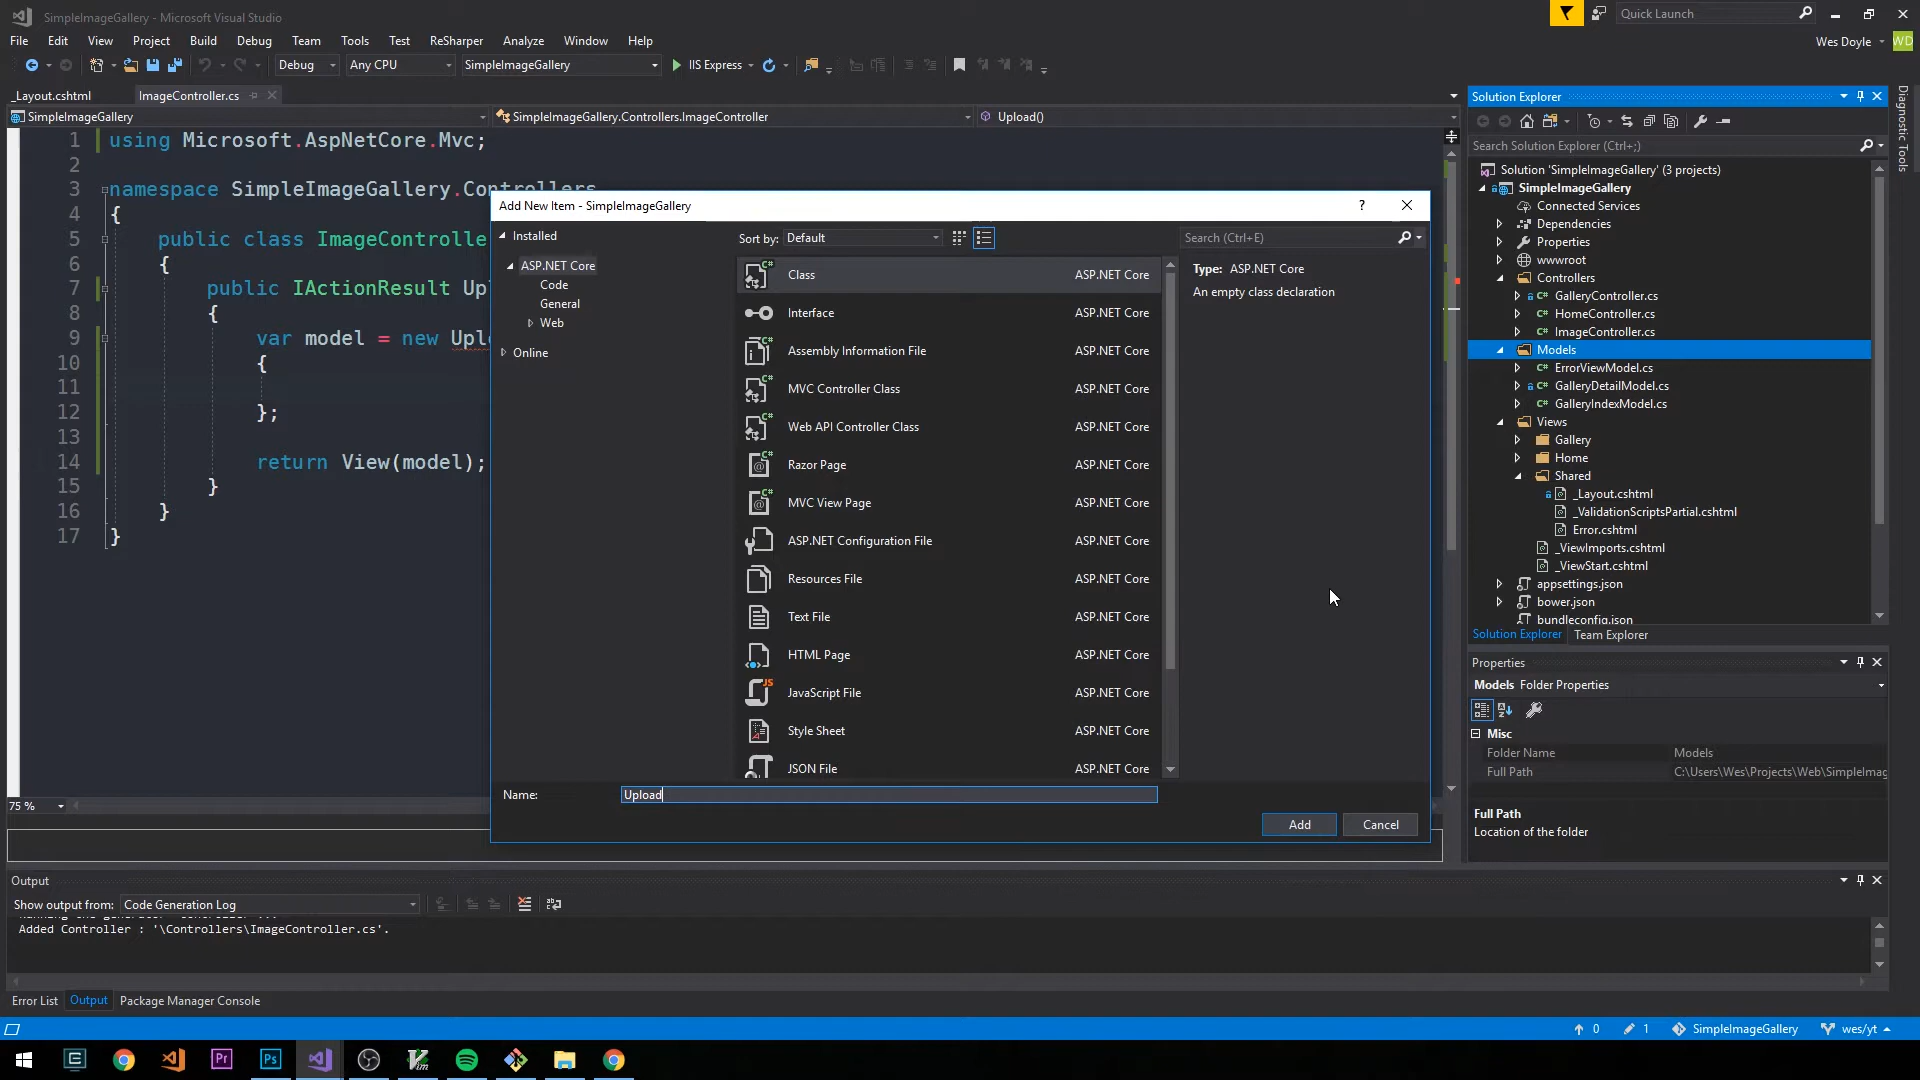 SimpleImageGallery - Microsoft Visual Studio
Quick Launch
File Edit View Project Build Debug Team Tools Test ReSharper Analyze Window Help
Wes Doyle WD
Debug Any CPU SimpleImageGallery IIS Express
_Layout.cshtml ImageController.cs
SimpleImageGallery SimpleImageGallery.Controllers.ImageController Upload()
1 using Microsoft.AspNetCore.Mvc;
2
3 namespace SimpleImageGallery.Controllers
4 {
5 public class ImageControlle
6 {
7 public IActionResult Upl
8 {
9 var model = new Uplo
10 {
11
12 };
13
14 return View(model);
15 }
16 }
17 }
75 %
Add New Item - SimpleImageGallery
?
Installed
ASP.NET Core
Code
General
Web
Online
Sort by: Default
Search (Ctrl+E)
Class ASP.NET Core
Interface ASP.NET Core
Assembly Information File ASP.NET Core
MVC Controller Class ASP.NET Core
Web API Controller Class ASP.NET Core
Razor Page ASP.NET Core
MVC View Page ASP.NET Core
ASP.NET Configuration File ASP.NET Core
Resources File ASP.NET Core
Text File ASP.NET Core
HTML Page ASP.NET Core
JavaScript File ASP.NET Core
Style Sheet ASP.NET Core
JSON File ASP.NET Core
Type: ASP.NET Core
An empty class declaration
Name: Upload
Add Cancel
Solution Explorer
Search Solution Explorer (Ctrl+;)
Solution 'SimpleImageGallery' (3 projects)
SimpleImageGallery
Connected Services
Dependencies
Properties
wwwroot
Controllers
C# GalleryController.cs
C# HomeController.cs
C# ImageController.cs
Models
C# ErrorViewModel.cs
C# GalleryDetailModel.cs
C# GalleryIndexModel.cs
Views
Gallery
Home
Shared
_Layout.cshtml
_ValidationScriptsPartial.cshtml
Error.cshtml
_ViewImports.cshtml
_ViewStart.cshtml
appsettings.json
bower.json
bundleconfig.json
Solution Explorer Team Explorer
Diagnostic Tools
Properties
Models Folder Properties
Misc
Folder Name Models
Full Path C:\Users\Wes\Projects\Web\SimpleImag
Full Path
Location of the folder
Output
Show output from: Code Generation Log
Running the generator 'controller'...
Added Controller : '\Controllers\ImageController.cs'.
Error List Output Package Manager Console
0 1 SimpleImageGallery wes/yt
Pr Ps